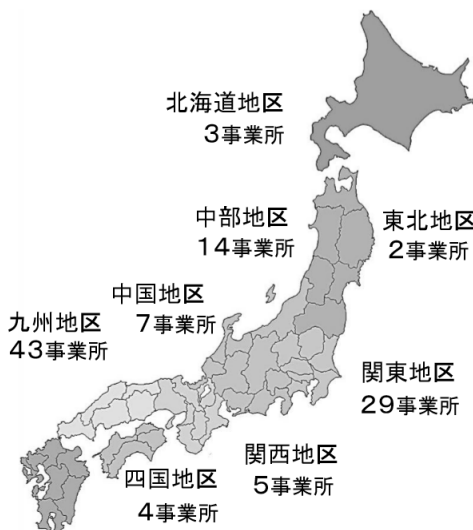 北海道地区
3事業所
中部地区
14事業所
東北地区
2事業所
中国地区
7事業所
九州地区
43事業所
関東地区
29事業所
関西地区
5事業所
四国地区
4事業所